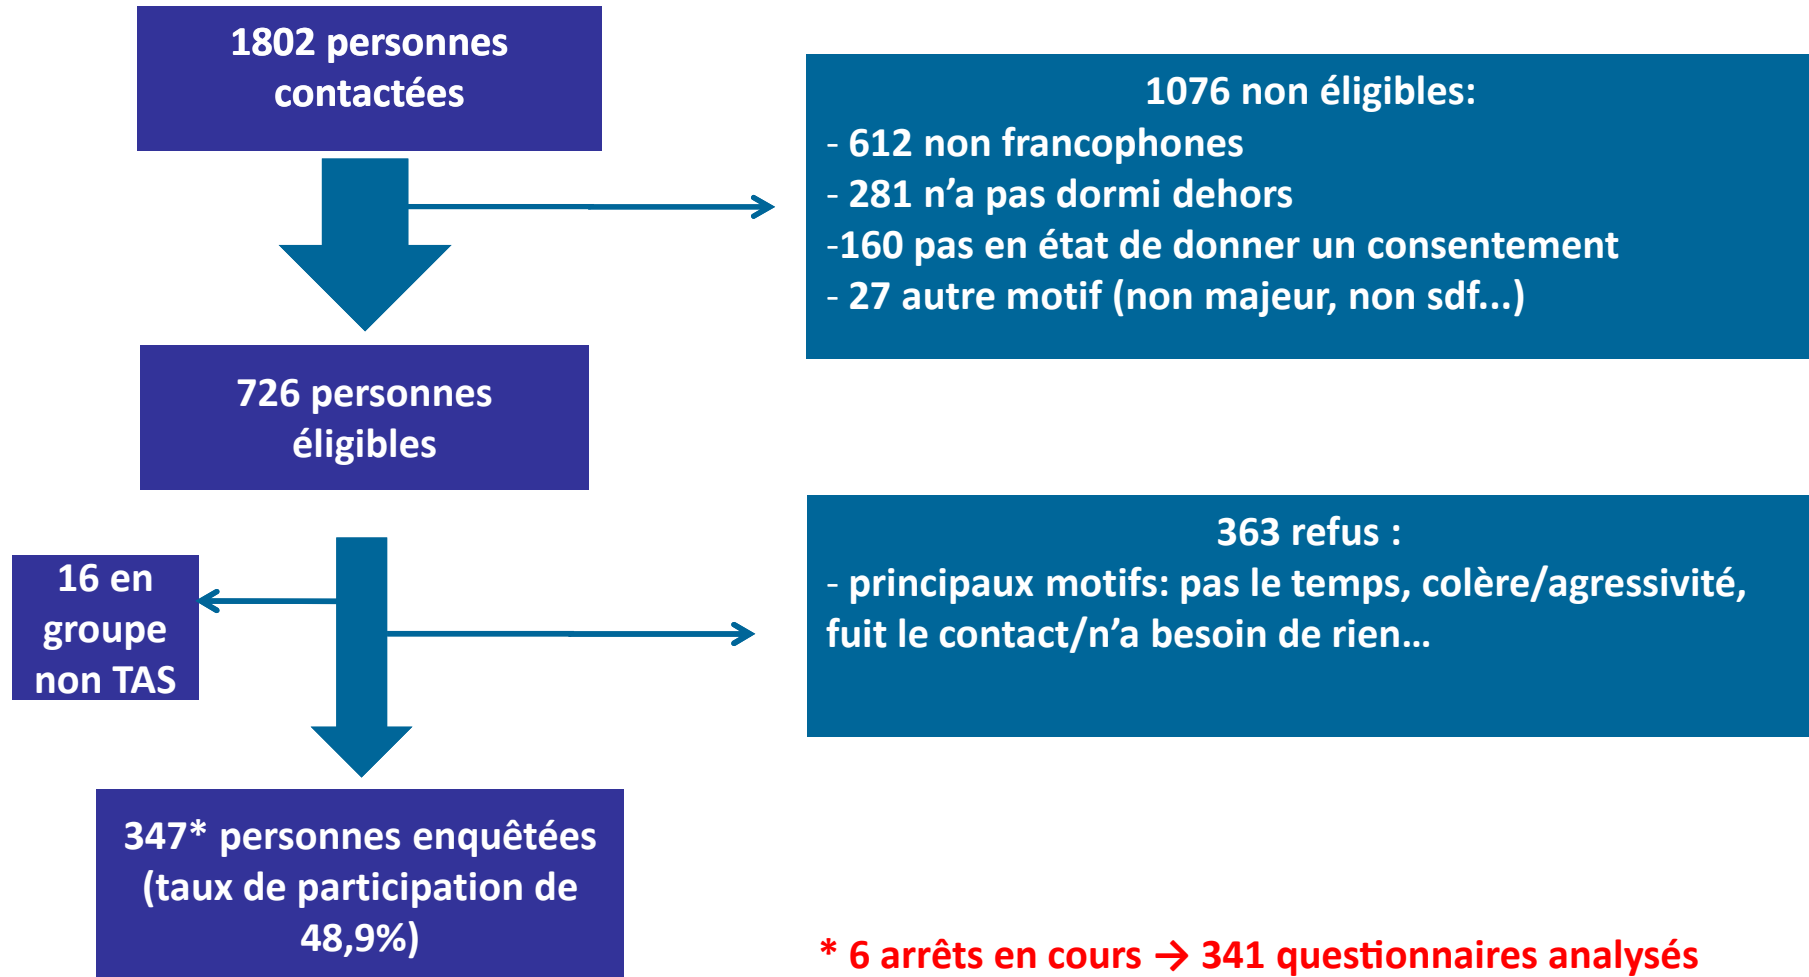 1802 personnes
contactées
1076 non éligibles:
- 612 non francophones
- 281 n’a pas dormi dehors
-160 pas en état de donner un consentement
- 27 autre motif (non majeur, non sdf...)
726 personnes
éligibles
363 refus :
- principaux motifs: pas le temps, colère/agressivité,
fuit le contact/n’a besoin de rien…
16 en
groupe
non TAS
347* personnes enquêtées
(taux de participation de
48,9%)
* 6 arrêts en cours → 341 questionnaires analysés